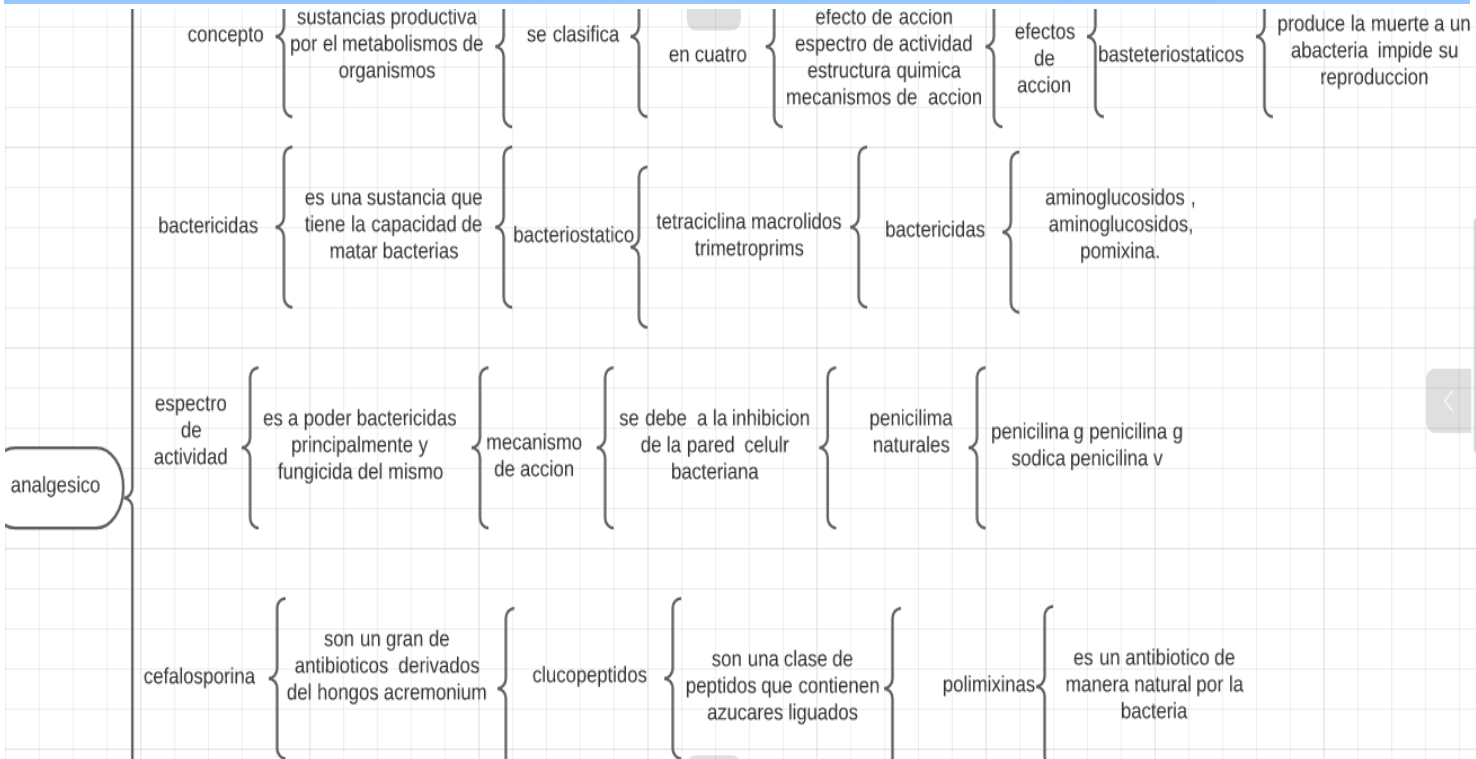 concepto
sustancias productiva
por el metabolismos de
organismos
se clasifica
en cuatro
efecto de accion
espectro de actividad
estructura quimica
mecanismos de accion
efectos
de
accion
basteteriostaticos
produce la muerte a un
abacteria impide su
reproduccion
bactericidas
es una sustancia que
tiene la capacidad de
matar bacterias
bacteriostatico
tetraciclina macrolidos
trimetroprims
bactericidas
aminoglucosidos ,
aminoglucosidos,
pomixina.
espectro
de
actividad
es a poder bactericidas
principalmente y
fungicida del mismo
mecanismo
de accion
se debe a la inhibicion
de la pared celulr
bacteriana
penicilima
naturales
penicilina g penicilina g
sodica penicilina v
analgesico
cefalosporina
son un gran de
antibioticos derivados
del hongos acremonium
clucopeptidos
son una clase de
peptidos que contienen
azucares liguados
polimixinas
es un antibiotico de
manera natural por la
bacteria